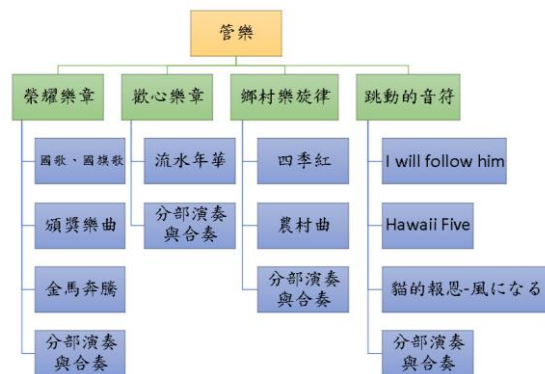 管樂
榮耀樂章
國歌、國旗歌
頒獎樂曲
金馬奔騰
分部演奏
與合奏
歡心樂章
流水年華
分部演奏
與合奏
鄉村樂旋律
四季紅
農村曲
分部演奏
與合奏
跳動的音符
I will follow him
Hawaii Five
貓的報恩-風になる
分部演奏
與合奏